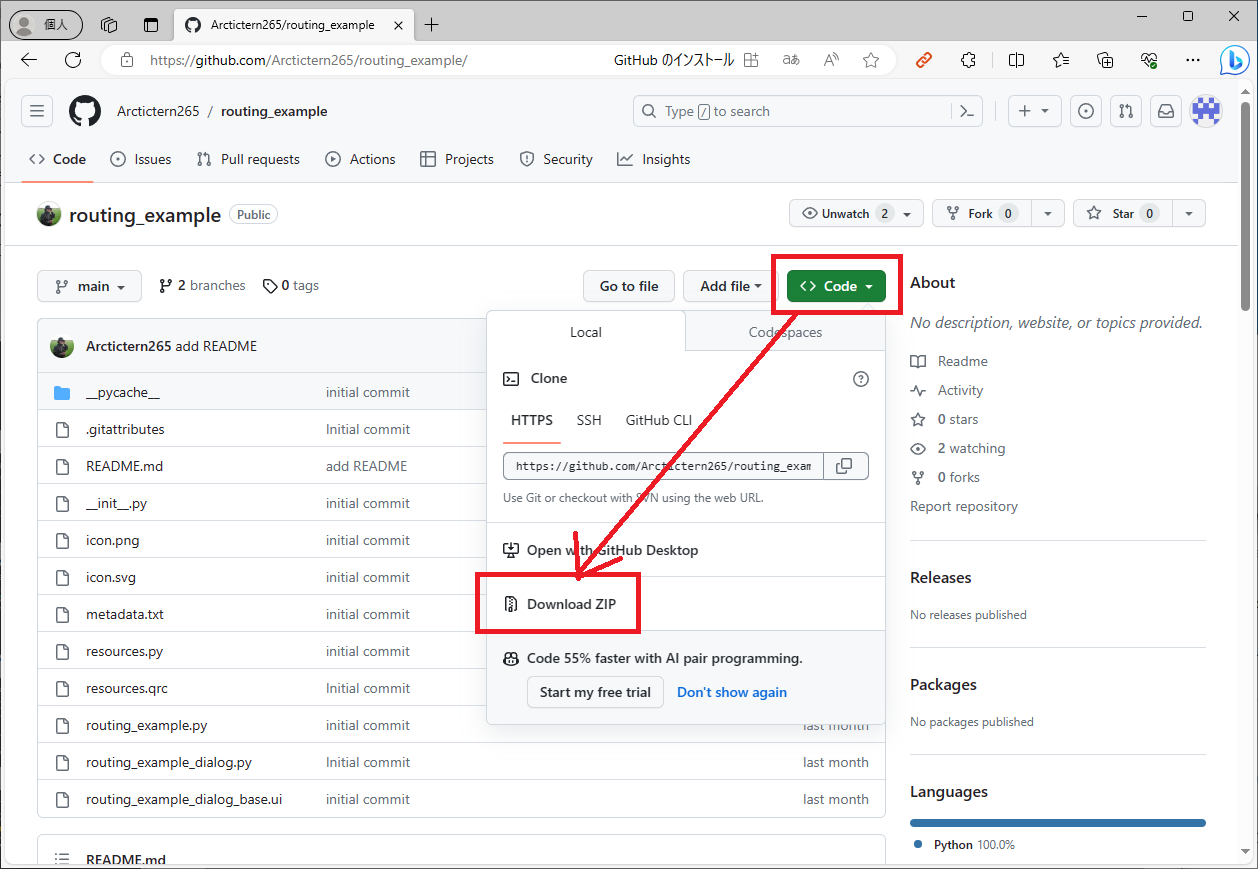 個人
Arctictern265/routing_example
https://github.com/Arctictern265/routing_example/
GitHub のインストール
aあ
A
Arctictern265 / routing_example
Type / to search
Code
Issues
Pull requests
Actions
Projects
Security
Insights
routing_example Public
Unwatch 2
Fork 0
Star 0
main
2 branches
0 tags
Go to file
Add file
Code
Local
Codespaces
Clone
HTTPS
SSH
GitHub CLI
https://github.com/Arctictern265/routing_exam
Use Git or checkout with SVN using the web URL.
Open with GitHub Desktop
Download ZIP
Code 55% faster with AI pair programming.
Start my free trial
Don't show again
Arctictern265 add README
__pycache__ initial commit
.gitattributes Initial commit
README.md add README
__init__.py initial commit
icon.png initial commit
icon.svg initial commit
metadata.txt initial commit
resources.py initial commit
resources.qrc initial commit
routing_example.py initial commit last month
routing_example_dialog.py Initial commit last month
routing_example_dialog_base.ui initial commit last month
README.md
About
No description, website, or topics provided.
Readme
Activity
0 stars
2 watching
0 forks
Report repository
Releases
No releases published
Packages
No packages published
Languages
Python 100.0%